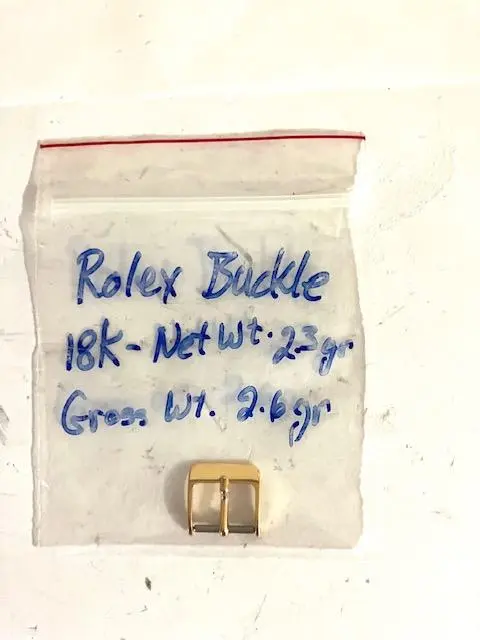 Rolex Buckle
18K - Net Wt. 2.3 gr
Gross Wt. 2.6 gr